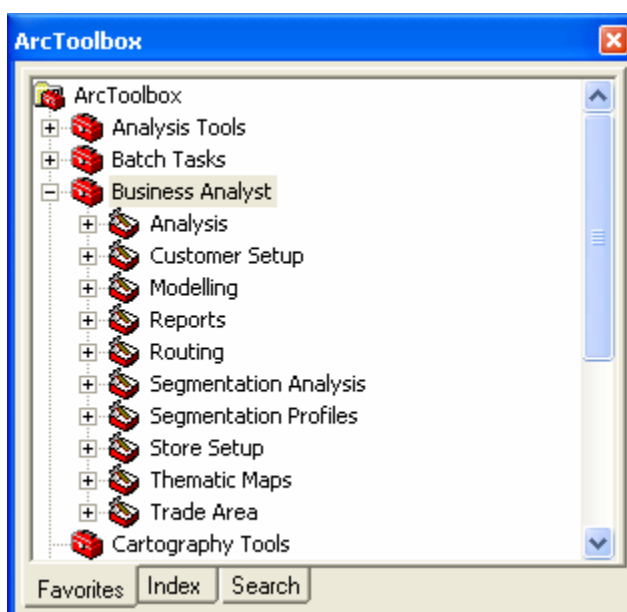 ArcToolbox
ArcToolbox
Analysis Tools
Batch Tasks
Business Analyst
Analysis
Customer Setup
Modelling
Reports
Routing
Segmentation Analysis
Segmentation Profiles
Store Setup
Thematic Maps
Trade Area
Cartography Tools
Favorites Index Search